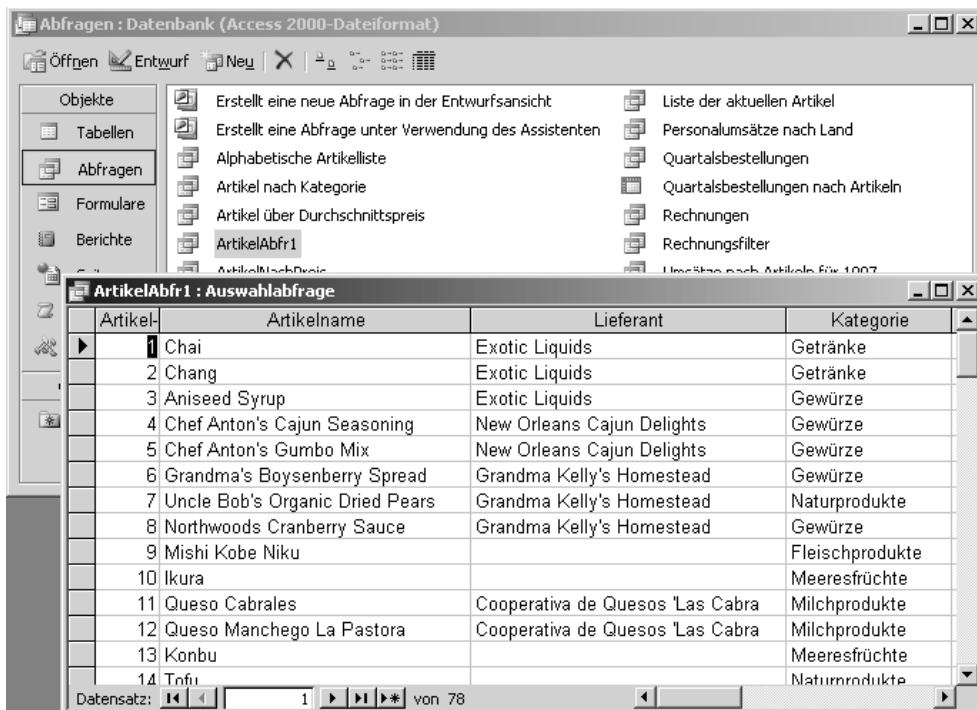 Abfragen : Datenbank (Access 2000-Dateiformat)
Öffnen Entwurf Neu
Objekte
Tabellen
Abfragen
Formulare
Berichte
Erstellt eine neue Abfrage in der Entwurfsansicht
Erstellt eine Abfrage unter Verwendung des Assistenten
Alphabetische Artikelliste
Artikel nach Kategorie
Artikel über Durchschnittspreis
ArtikelAbfr1
ArtikelNachPreis
Liste der aktuellen Artikel
Personalumsätze nach Land
Quartalsbestellungen
Quartalsbestellungen nach Artikeln
Rechnungen
Rechnungsfilter
Umsätze nach Artikeln für 1997
ArtikelAbfr1 : Auswahlabfrage
Artikel- Artikelname Lieferant Kategorie
1 Chai Exotic Liquids Getränke
2 Chang Exotic Liquids Getränke
3 Aniseed Syrup Exotic Liquids Gewürze
4 Chef Anton's Cajun Seasoning New Orleans Cajun Delights Gewürze
5 Chef Anton's Gumbo Mix New Orleans Cajun Delights Gewürze
6 Grandma's Boysenberry Spread Grandma Kelly's Homestead Gewürze
7 Uncle Bob's Organic Dried Pears Grandma Kelly's Homestead Naturprodukte
8 Northwoods Cranberry Sauce Grandma Kelly's Homestead Gewürze
9 Mishi Kobe Niku Fleischprodukte
10 Ikura Meeresfrüchte
11 Queso Cabrales Cooperativa de Quesos 'Las Cabra Milchprodukte
12 Queso Manchego La Pastora Cooperativa de Quesos 'Las Cabra Milchprodukte
13 Konbu Meeresfrüchte
14 Tofu Naturprodukte
Datensatz: 1 von 78